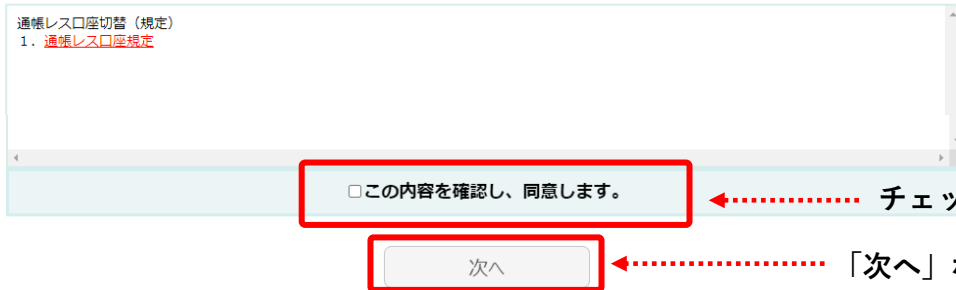 通帳レス口座切替（規定）
1. 通帳レス口座規定
□この内容を確認し、同意します。
チェッ
次へ
「次へ」